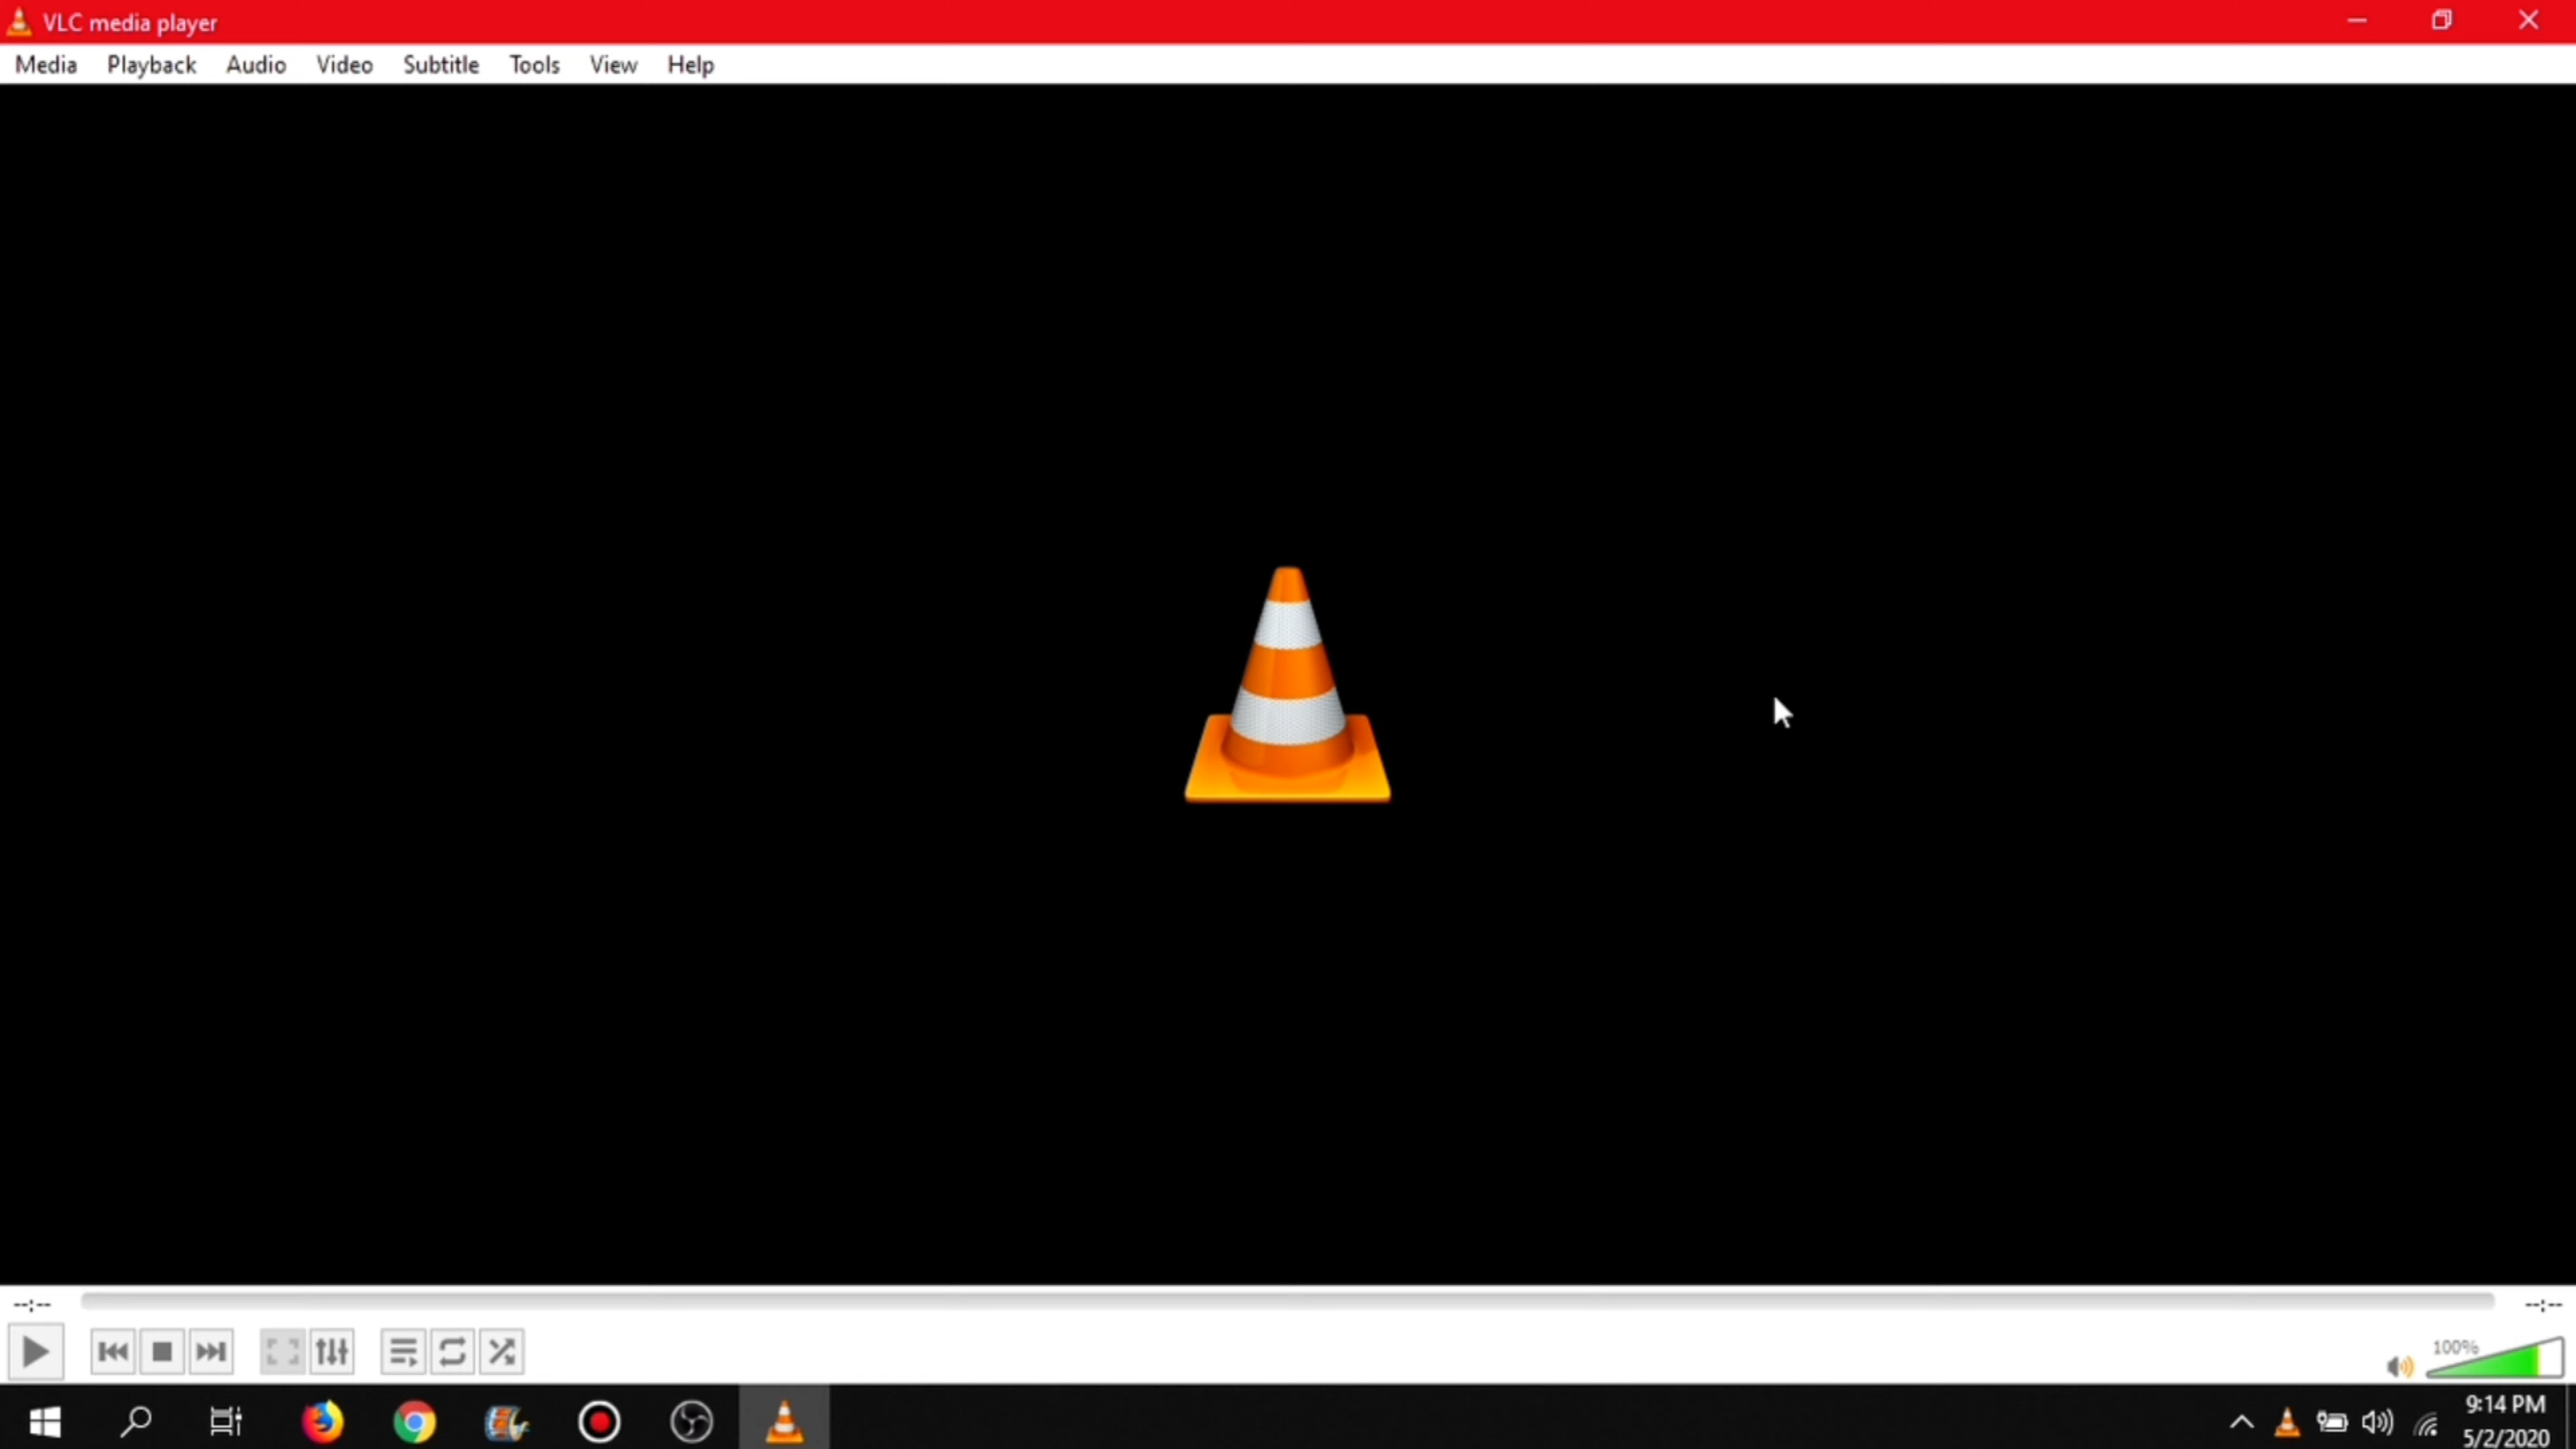 VLC media player
Media Playback Audio Video Subtitle Tools View Help
--:-- --:--
100%
9:14 PM
5/2/2020